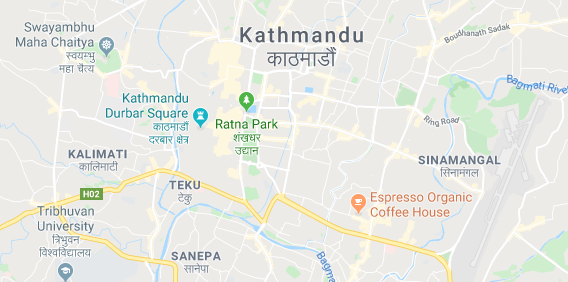 Kathmandu
काठमाडौं
Swayambhu
Maha Chaitya
स्वयम्भू
महा चैत्य
Boudhanath Sadak
Bagmati River
Kathmandu
Durbar Square
काठमाडौं
दरबार क्षेत्र
Ratna Park
शंखधर
उद्यान
Ring Road
KALIMATI
कालिमाटी
SINAMANGAL
सिनामगल
TEKU
टेकु
H02
Espresso Organic
Coffee House
Tribhuvan
University
त्रिभुवन
विश्वविद्यालय
SANEPA
सानेपा